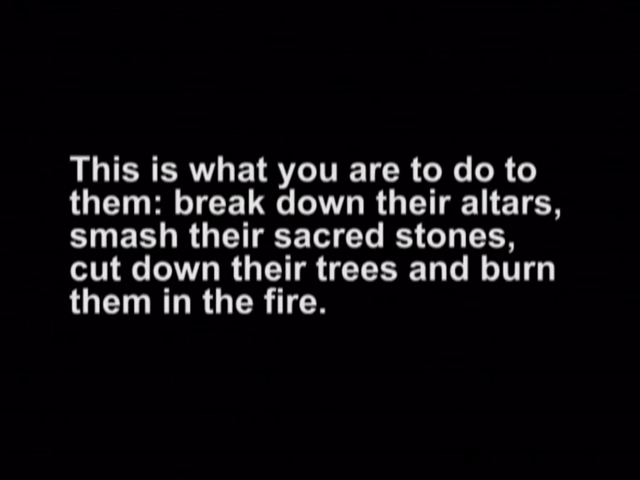 This is what you are to do to
them: break down their altars,
smash their sacred stones,
cut down their trees and burn
them in the fire.